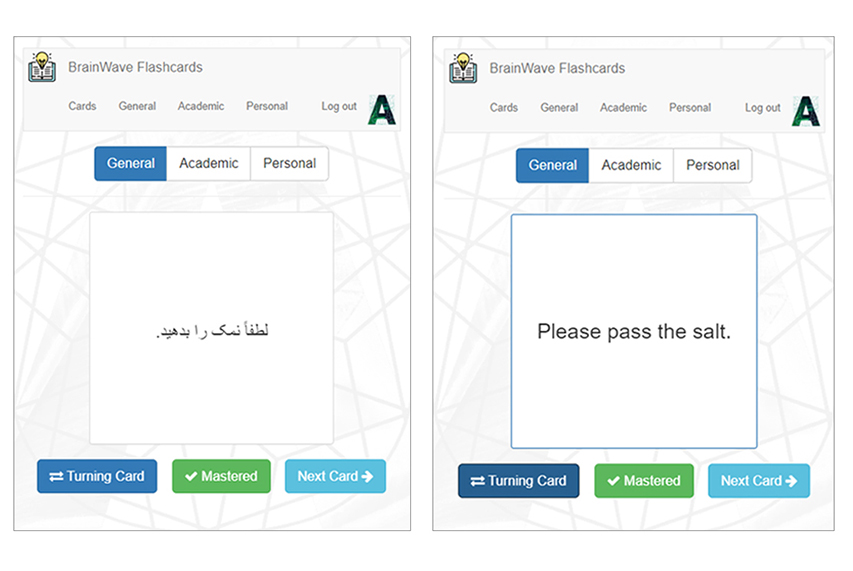 BrainWave Flashcards
Cards General Academic Personal Log out
General Academic Personal
لطفاً نمک را بدهید.
Turning Card Mastered Next Card
BrainWave Flashcards
Cards General Academic Personal Log out
General Academic Personal
Please pass the salt.
Turning Card Mastered Next Card